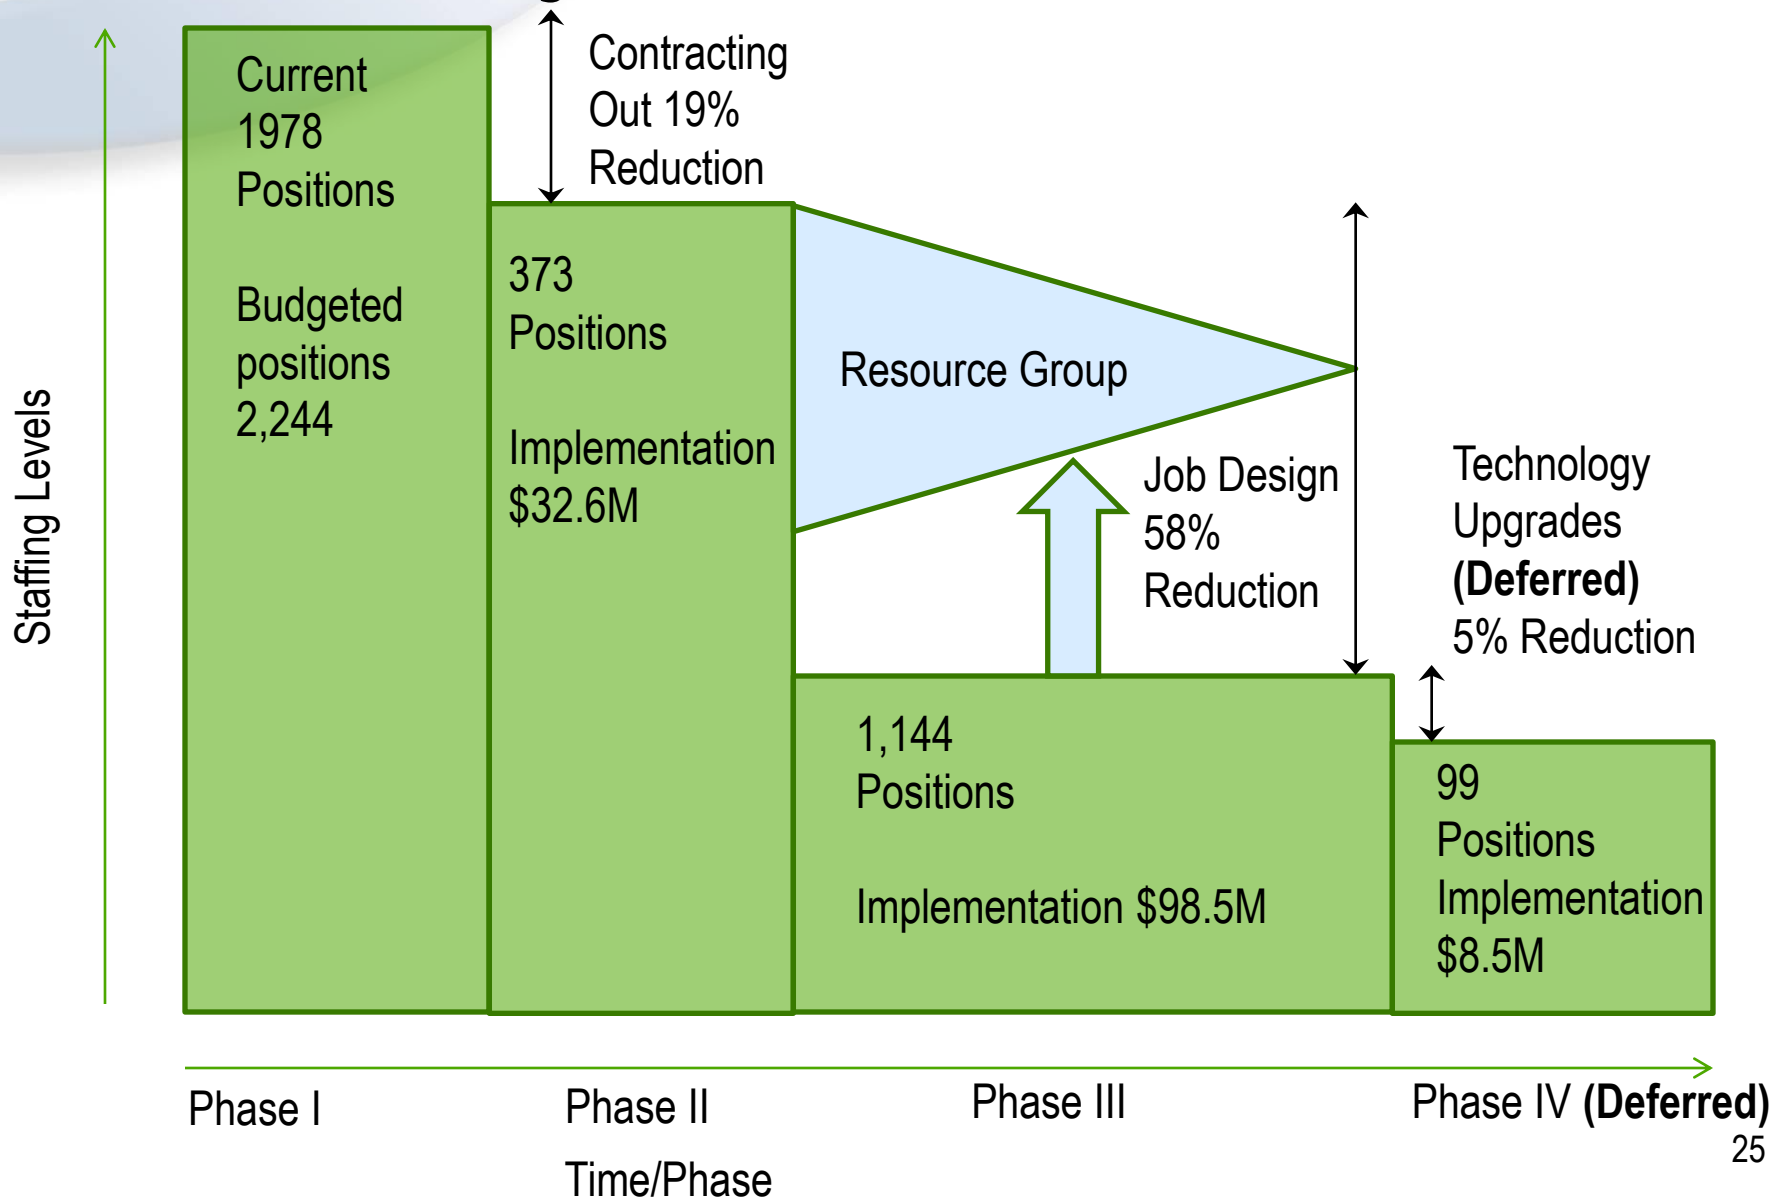 Current
1978
Positions
Budgeted
positions
2,244
Contracting
Out 19%
Reduction
373
Positions
Implementation
$32.6M
Resource Group
Job Design
58%
Reduction
Technology
Upgrades
(Deferred)
5% Reduction
1,144
Positions
Implementation $98.5M
99
Positions
Implementation
$8.5M
Staffing Levels
Phase I
Phase II
Phase III
Phase IV (Deferred)
Time/Phase
25